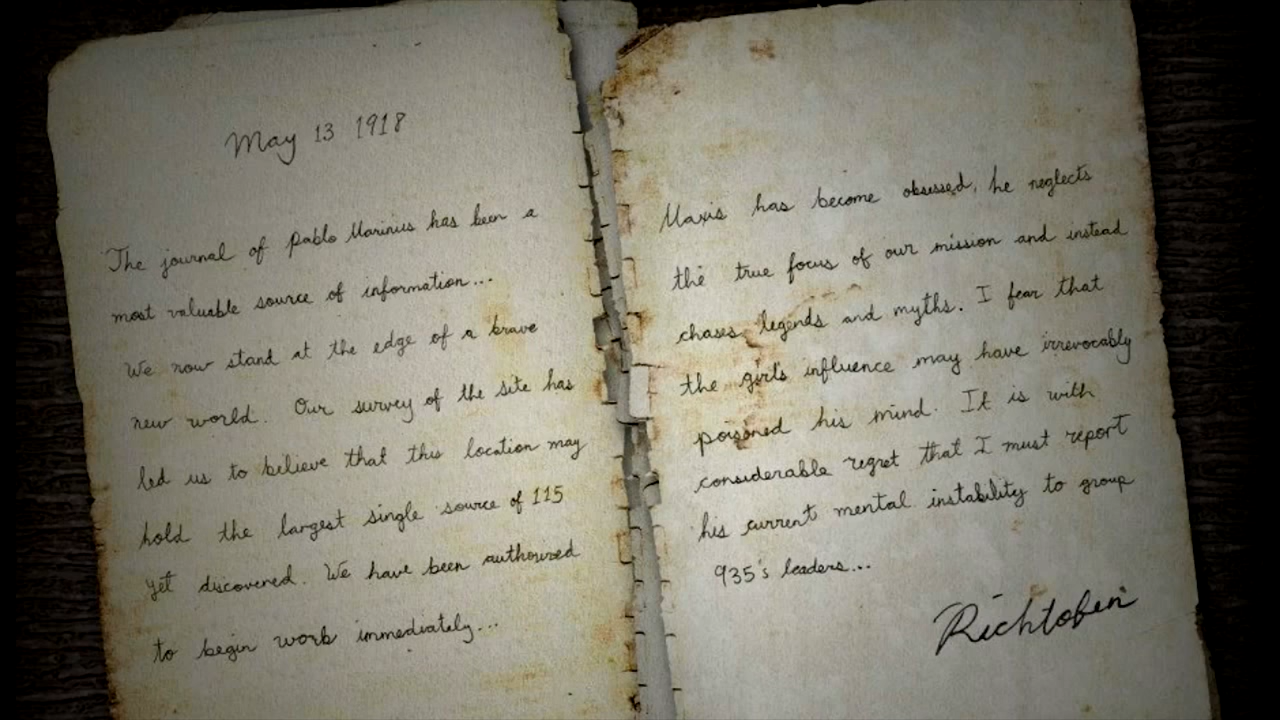 May 13 1918
The journal of Pablo Marinus has been a
most valuable source of information...
We now stand at the edge of a brave
new world. Our survey of the site has
led us to believe that this location may
hold the largest single source of 115
yet discovered. We have been authorized
to begin work immediately...
Maxis has become obsessed, he neglects
the true focus of our mission and instead
chases legends and myths. I fear that
the girl's influence may have irrevocably
poisoned his mind. It is with
considerable regret that I must report
his current mental instability to group
935's leaders...
Richtofen